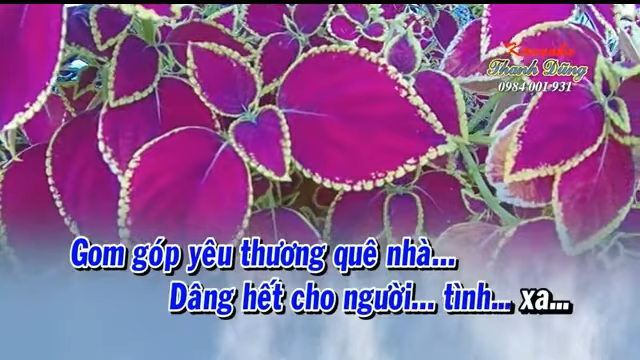 Karaoke
Thanh Dũng
0984 001 931
Gom góp yêu thương quê nhà...
Dâng hết cho người... tình... xa...